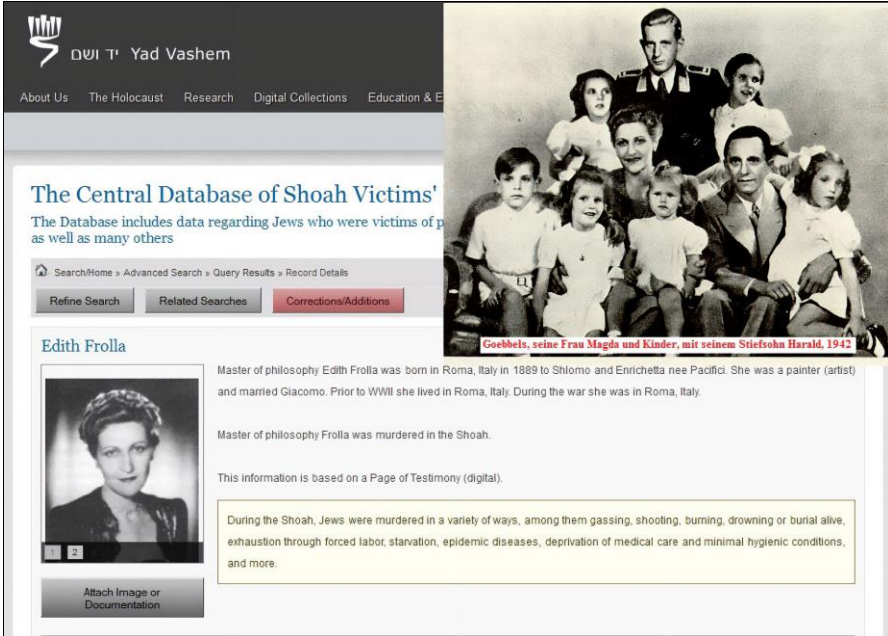 יד ושם Yad Vashem
About Us The Holocaust Research Digital Collections Education & E
The Central Database of Shoah Victims'
The Database includes data regarding Jews who were victims of p
as well as many others
Search/Home » Advanced Search » Query Results » Record Details
Refine Search Related Searches Corrections/Additions
Goebbels, seine Frau Magda und Kinder, mit seinem Stiefsohn Harald, 1942
Edith Frolla
Master of philosophy Edith Frolla was born in Roma, Italy in 1889 to Shlomo and Enrichetta nee Pacifici. She was a painter (artist)
and married Giacomo. Prior to WWII she lived in Roma, Italy. During the war she was in Roma, Italy.
Master of philosophy Frolla was murdered in the Shoah.
This information is based on a Page of Testimony (digital).
During the Shoah, Jews were murdered in a variety of ways, among them gassing, shooting, burning, drowning or burial alive,
exhaustion through forced labor, starvation, epidemic diseases, deprivation of medical care and minimal hygienic conditions,
and more.
1 2
Attach Image or
Documentation